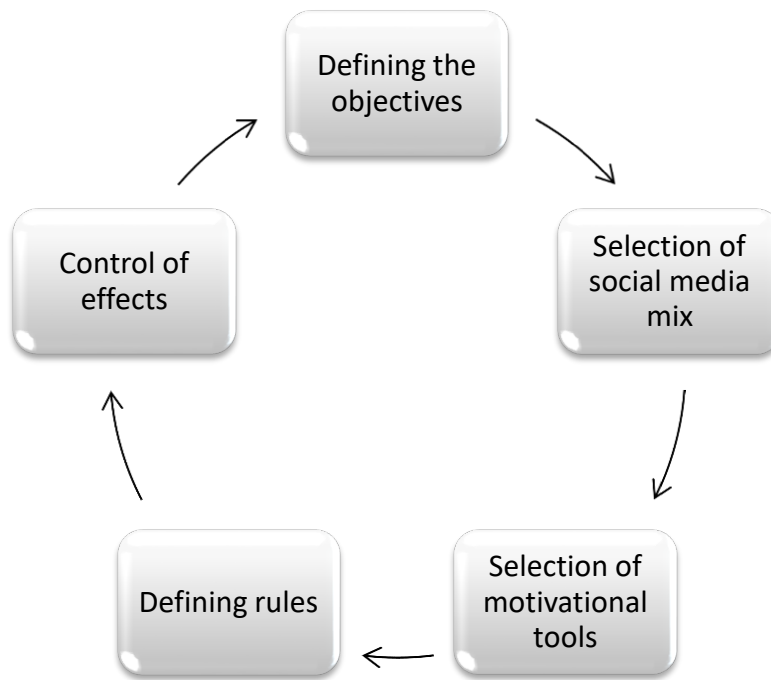 Defining the
objectives
Selection of
social media
mix
Selection of
motivational
tools
Defining rules
Control of
effects